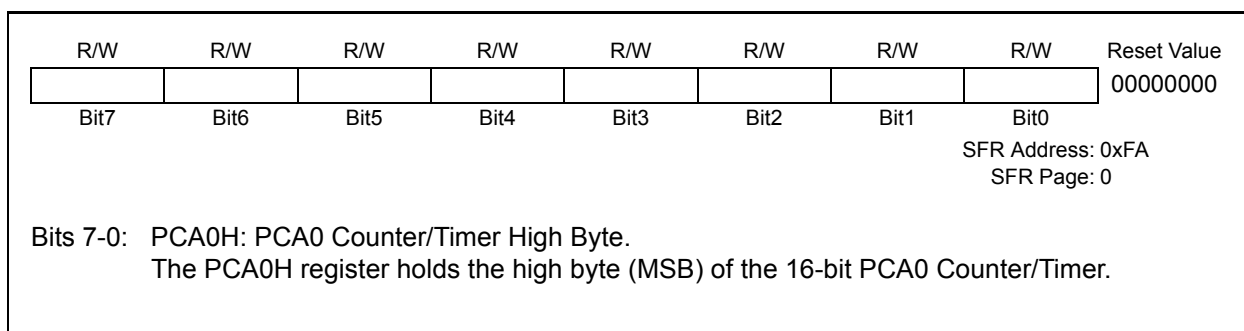 R/W R/W R/W R/W R/W R/W R/W R/W Reset Value
00000000
Bit7 Bit6 Bit5 Bit4 Bit3 Bit2 Bit1 Bit0
SFR Address: 0xFA
SFR Page: 0
Bits 7-0: PCA0H: PCA0 Counter/Timer High Byte.
The PCA0H register holds the high byte (MSB) of the 16-bit PCA0 Counter/Timer.